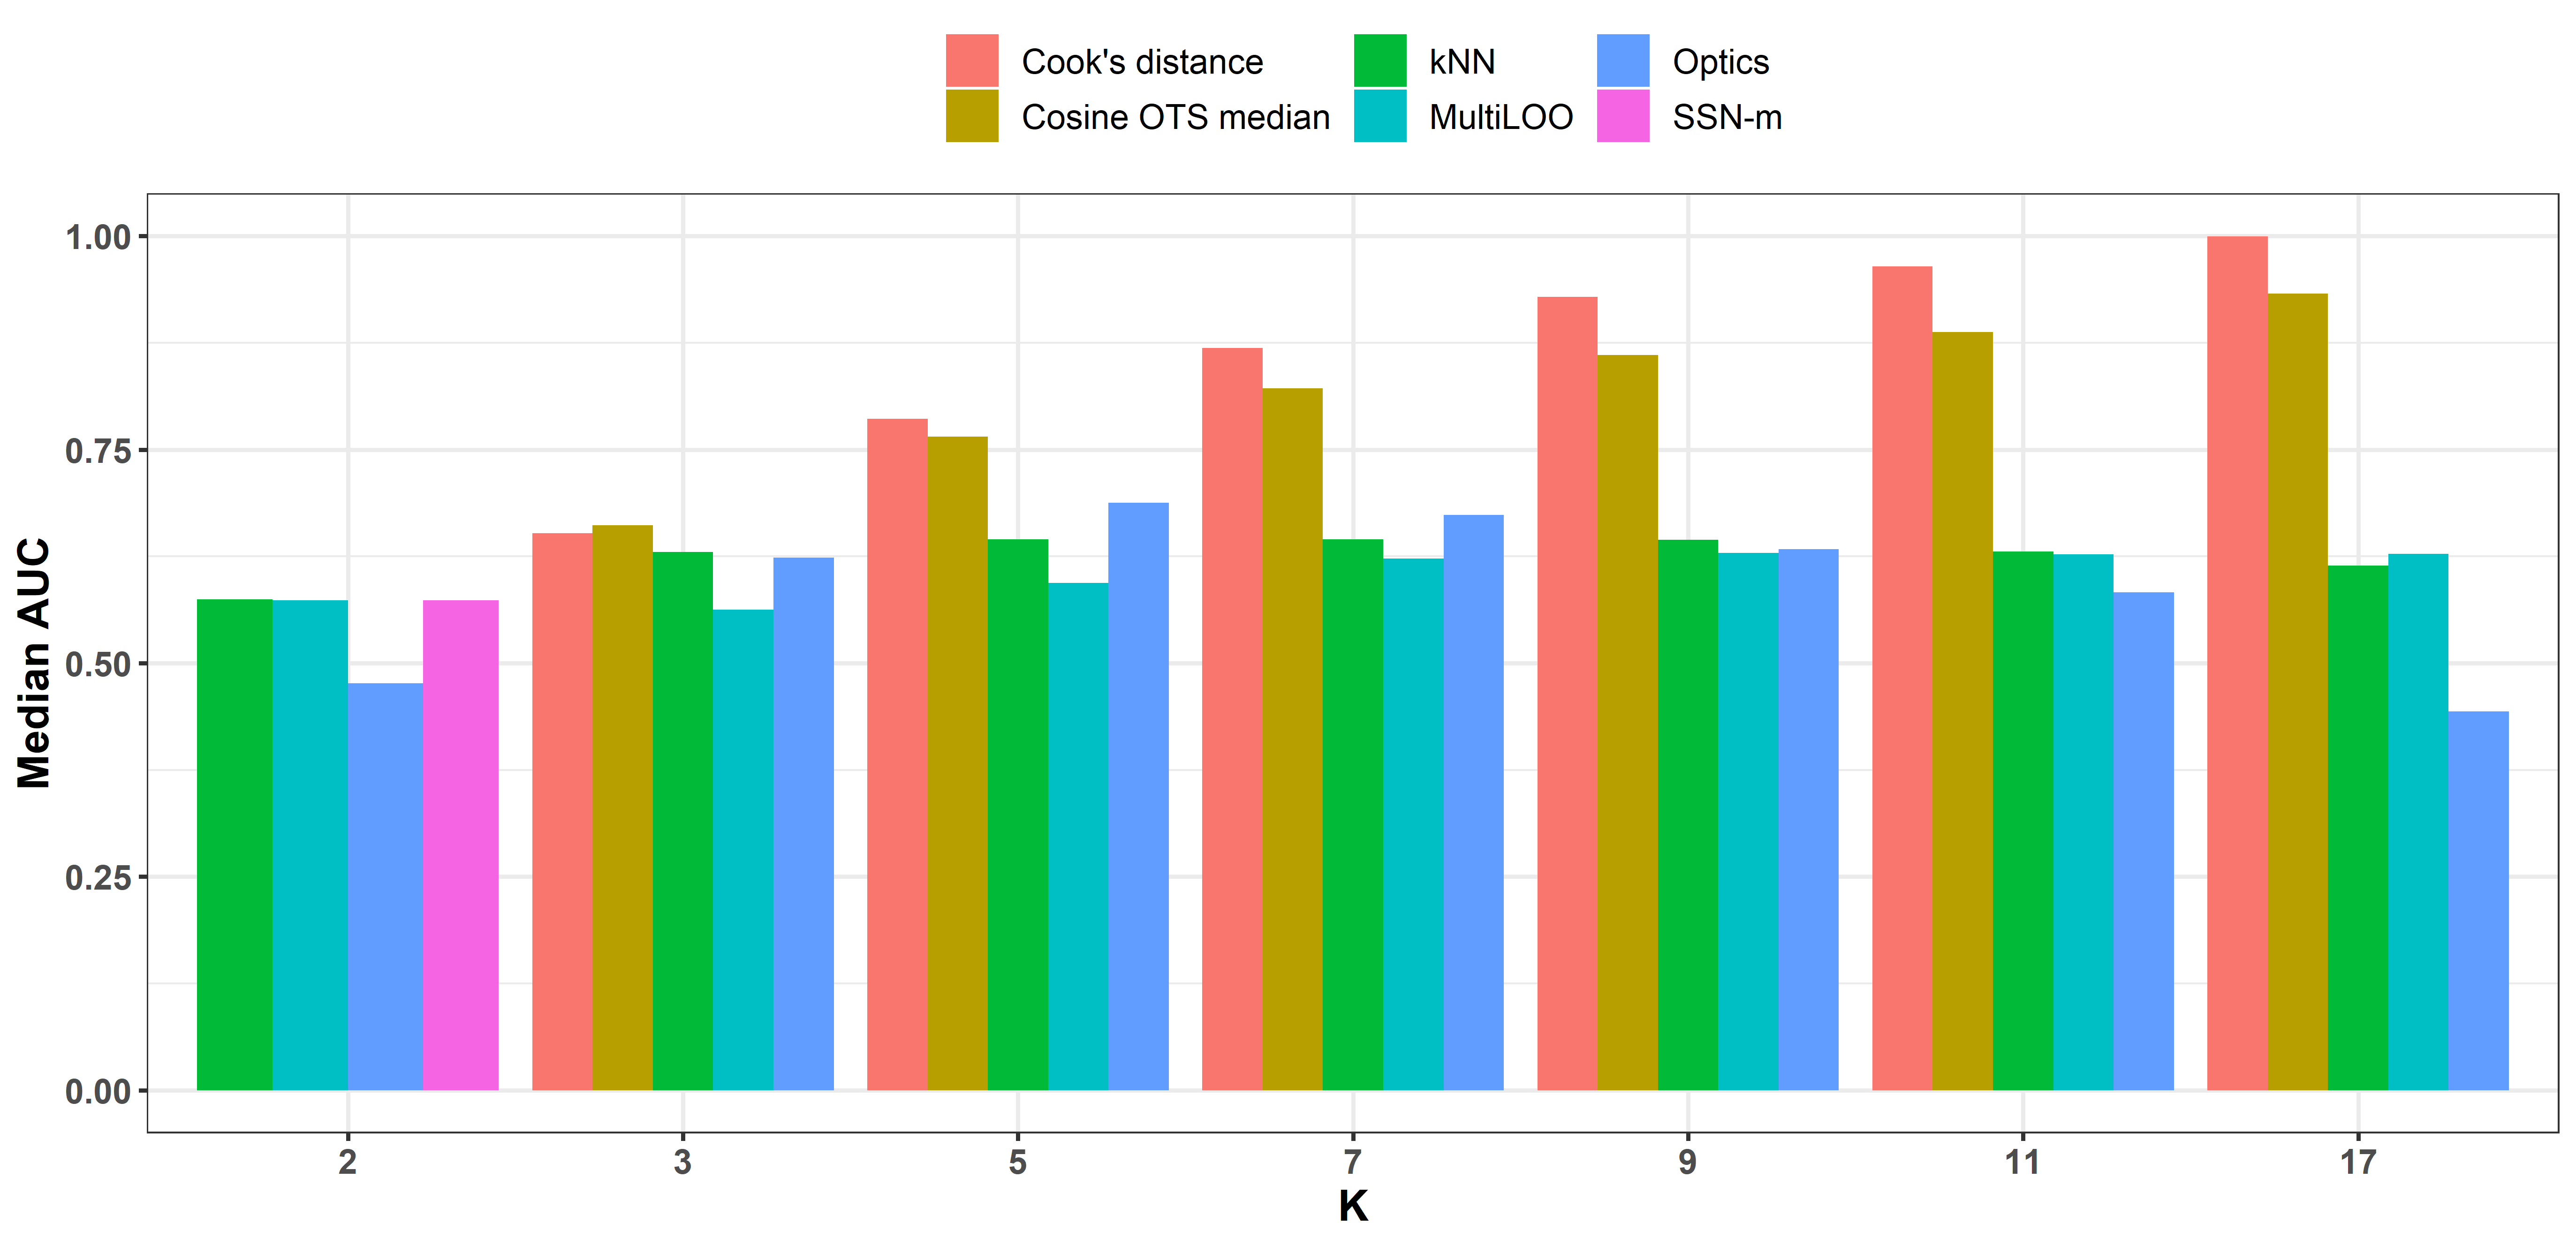 Cook's distance kNN Optics
Cosine OTS median MultiLOO SSN-m
1.00
0.75
0.50
0.25
0.00
Median AUC
2 3 5 7 9 11 17
K